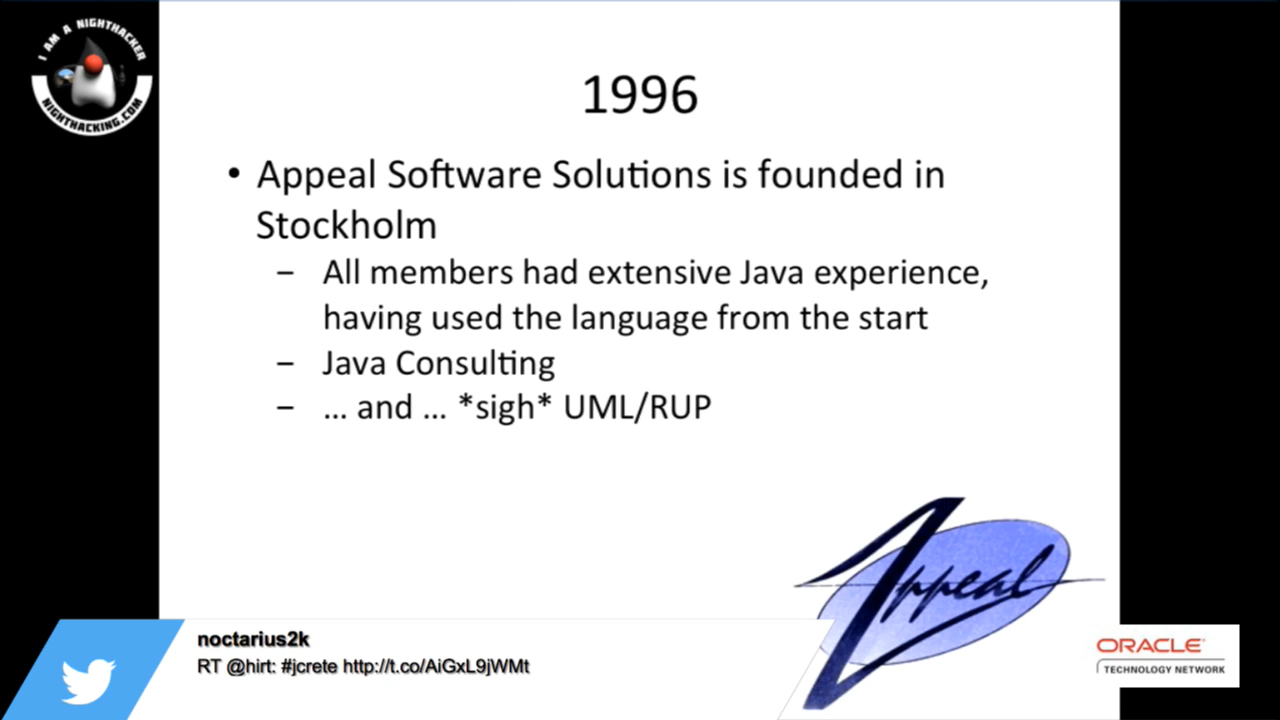 I AM A NIGHTHACKER
NIGHTHACKING.COM
1996
• Appeal Software Solutions is founded in
Stockholm
– All members had extensive Java experience,
having used the language from the start
– Java Consulting
– … and … *sigh* UML/RUP
Appeal
noctarius2k
RT @hirt: #jcrete http://t.co/AiGxL9jWMt
ORACLE
TECHNOLOGY NETWORK